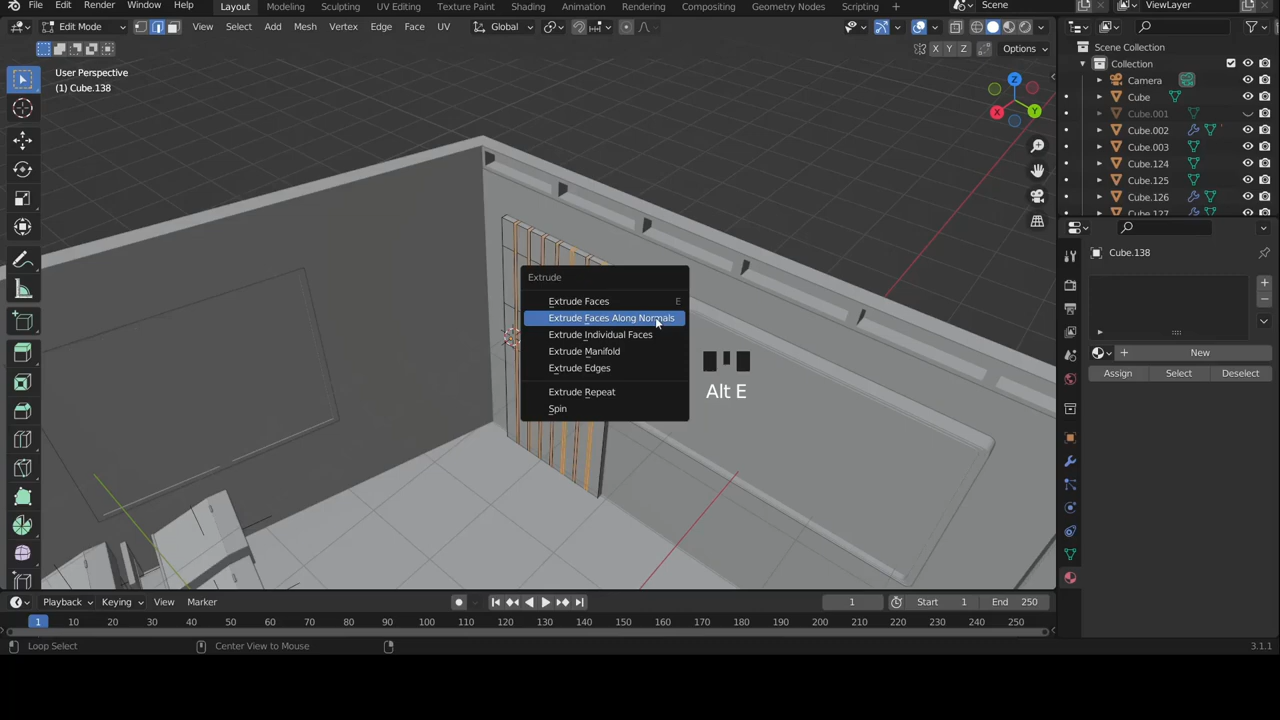 File Edit Render Window Help Layout Modeling Sculpting UV Editing Texture Paint Shading Animation Rendering Compositing Geometry Nodes Scripting + Scene ViewLayer
Edit Mode View Select Add Mesh Vertex Edge Face UV Global
X Y Z Options
User Perspective
(1) Cube.138
Z
Y
X
Scene Collection
Collection
Camera
Cube
Cube.001
Cube.002
Cube.003
Cube.124
Cube.125
Cube.126
Cube.127
Cube.138
+
−
New
Assign Select Deselect
Extrude
Extrude Faces E
Extrude Faces Along Normals
Extrude Individual Faces
Extrude Manifold
Extrude Edges
Extrude Repeat
Spin
Alt E
Playback Keying View Marker 1 Start 1 End 250
1 10 20 30 40 50 60 70 80 90 100 110 120 130 140 150 160 170 180 190 200 210 220 230 240 250
Loop Select Center View to Mouse 3.1.1